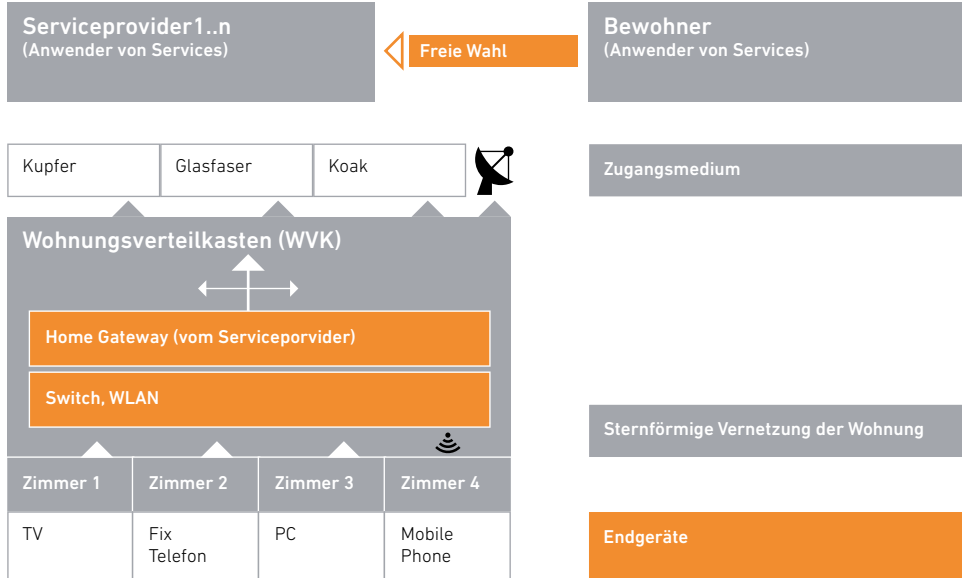 Serviceprovider1..n
(Anwender von Services)
Freie Wahl
Bewohner
(Anwender von Services)
Kupfer
Glasfaser
Koak
Zugangsmedium
Wohnungsverteilkasten (WVK)
Home Gateway (vom Serviceporvider)
Switch, WLAN
Sternförmige Vernetzung der Wohnung
Zimmer 1
Zimmer 2
Zimmer 3
Zimmer 4
TV
Fix
Telefon
PC
Mobile
Phone
Endgeräte